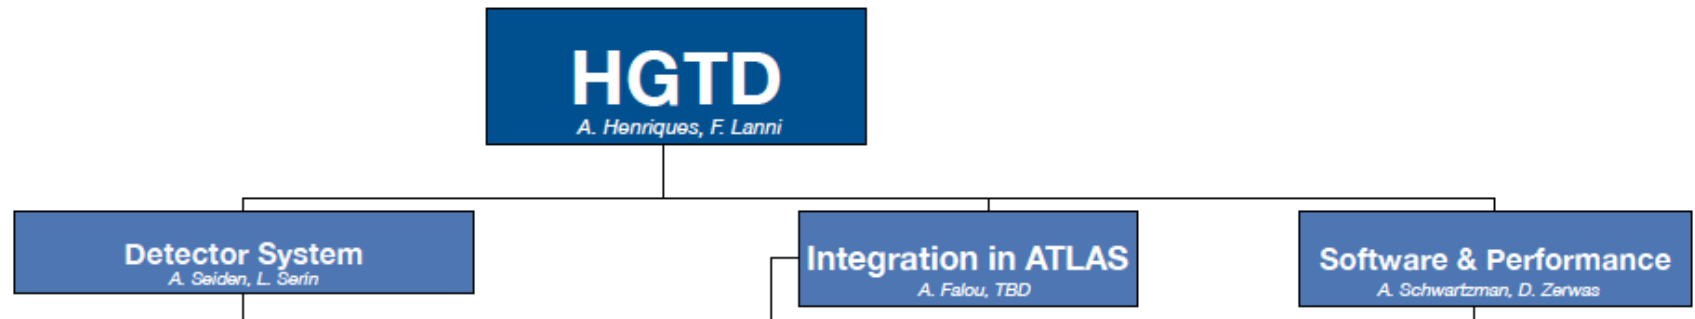 HGTD
A. Henriques, F. Lanni
Detector System
A. Seiden, L. Serin
Integration in ATLAS
A. Falou, TBD
Software & Performance
A. Schwartzman, D. Zerwas